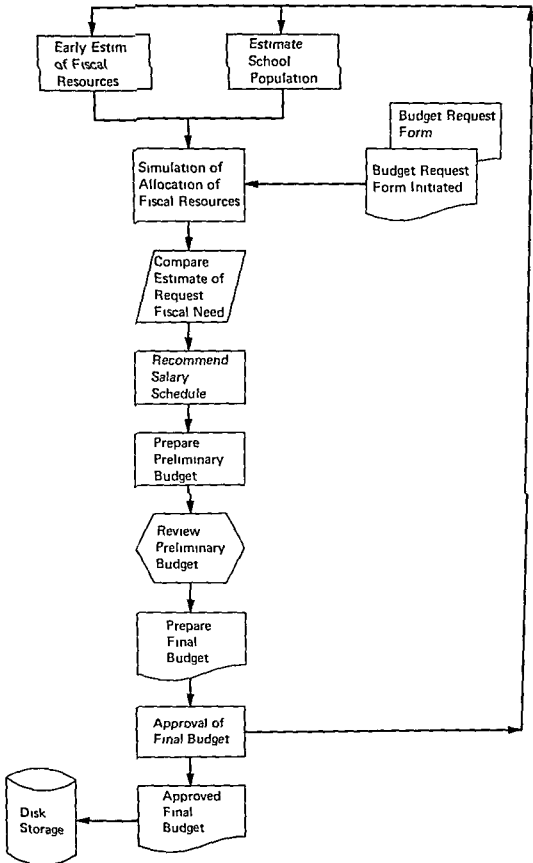 Early Estim
of Fiscal
Resources
Estimate
School
Population
Budget Request
Form
Budget Request
Form Initiated
Simulation of
Allocation of
Fiscal Resources
Compare
Estimate of
Request
Fiscal Need
Recommend
Salary
Schedule
Prepare
Preliminary
Budget
Review
Preliminary
Budget
Prepare
Final
Budget
Approval of
Final Budget
Approved
Final
Budget
Disk
Storage